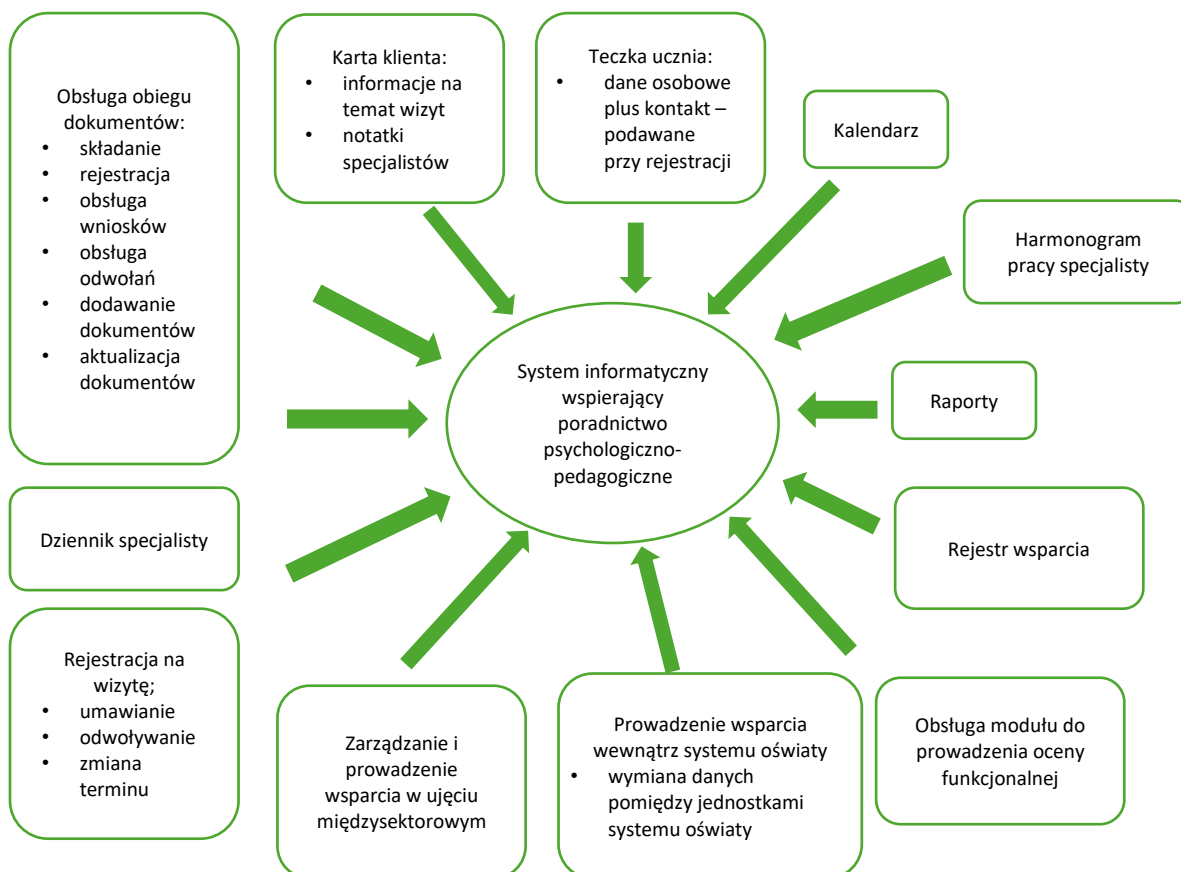 Obsługa obiegu
dokumentów:
• składanie
• rejestracja
• obsługa
wniosków
• obsługa
odwołań
• dodawanie
dokumentów
• aktualizacja
dokumentów
Karta klienta:
• informacje na
temat wizyt
• notatki
specjalistów
Teczka ucznia:
• dane osobowe
plus kontakt –
podawane
przy rejestracji
Kalendarz
Harmonogram
pracy specjalisty
System informatyczny
wspierający
poradnictwo
psychologiczno-
pedagogiczne
Raporty
Dziennik specjalisty
Rejestr wsparcia
Rejestracja na
wizytę;
• umawianie
• odwoływanie
• zmiana
terminu
Zarządzanie i
prowadzenie
wsparcia w ujęciu
międzysektorowym
Prowadzenie wsparcia
wewnątrz systemu oświaty
• wymiana danych
pomiędzy jednostkami
systemu oświaty
Obsługa modułu do
prowadzenia oceny
funkcjonalnej